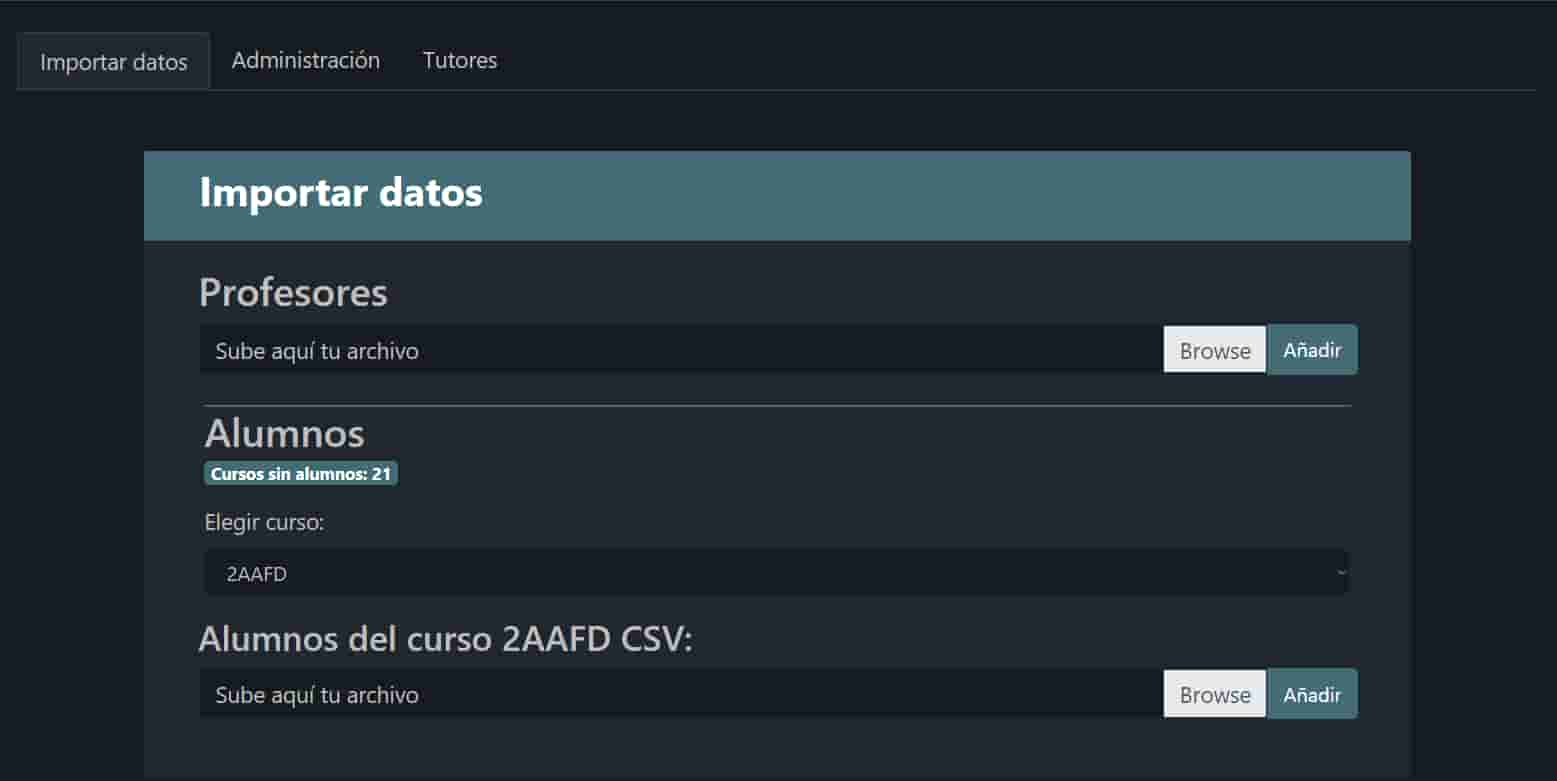 Importar datos Administración Tutores
Importar datos
Profesores
Sube aquí tu archivo Browse Añadir
Alumnos
Cursos sin alumnos: 21
Elegir curso:
2AAFD
Alumnos del curso 2AAFD CSV:
Sube aquí tu archivo Browse Añadir